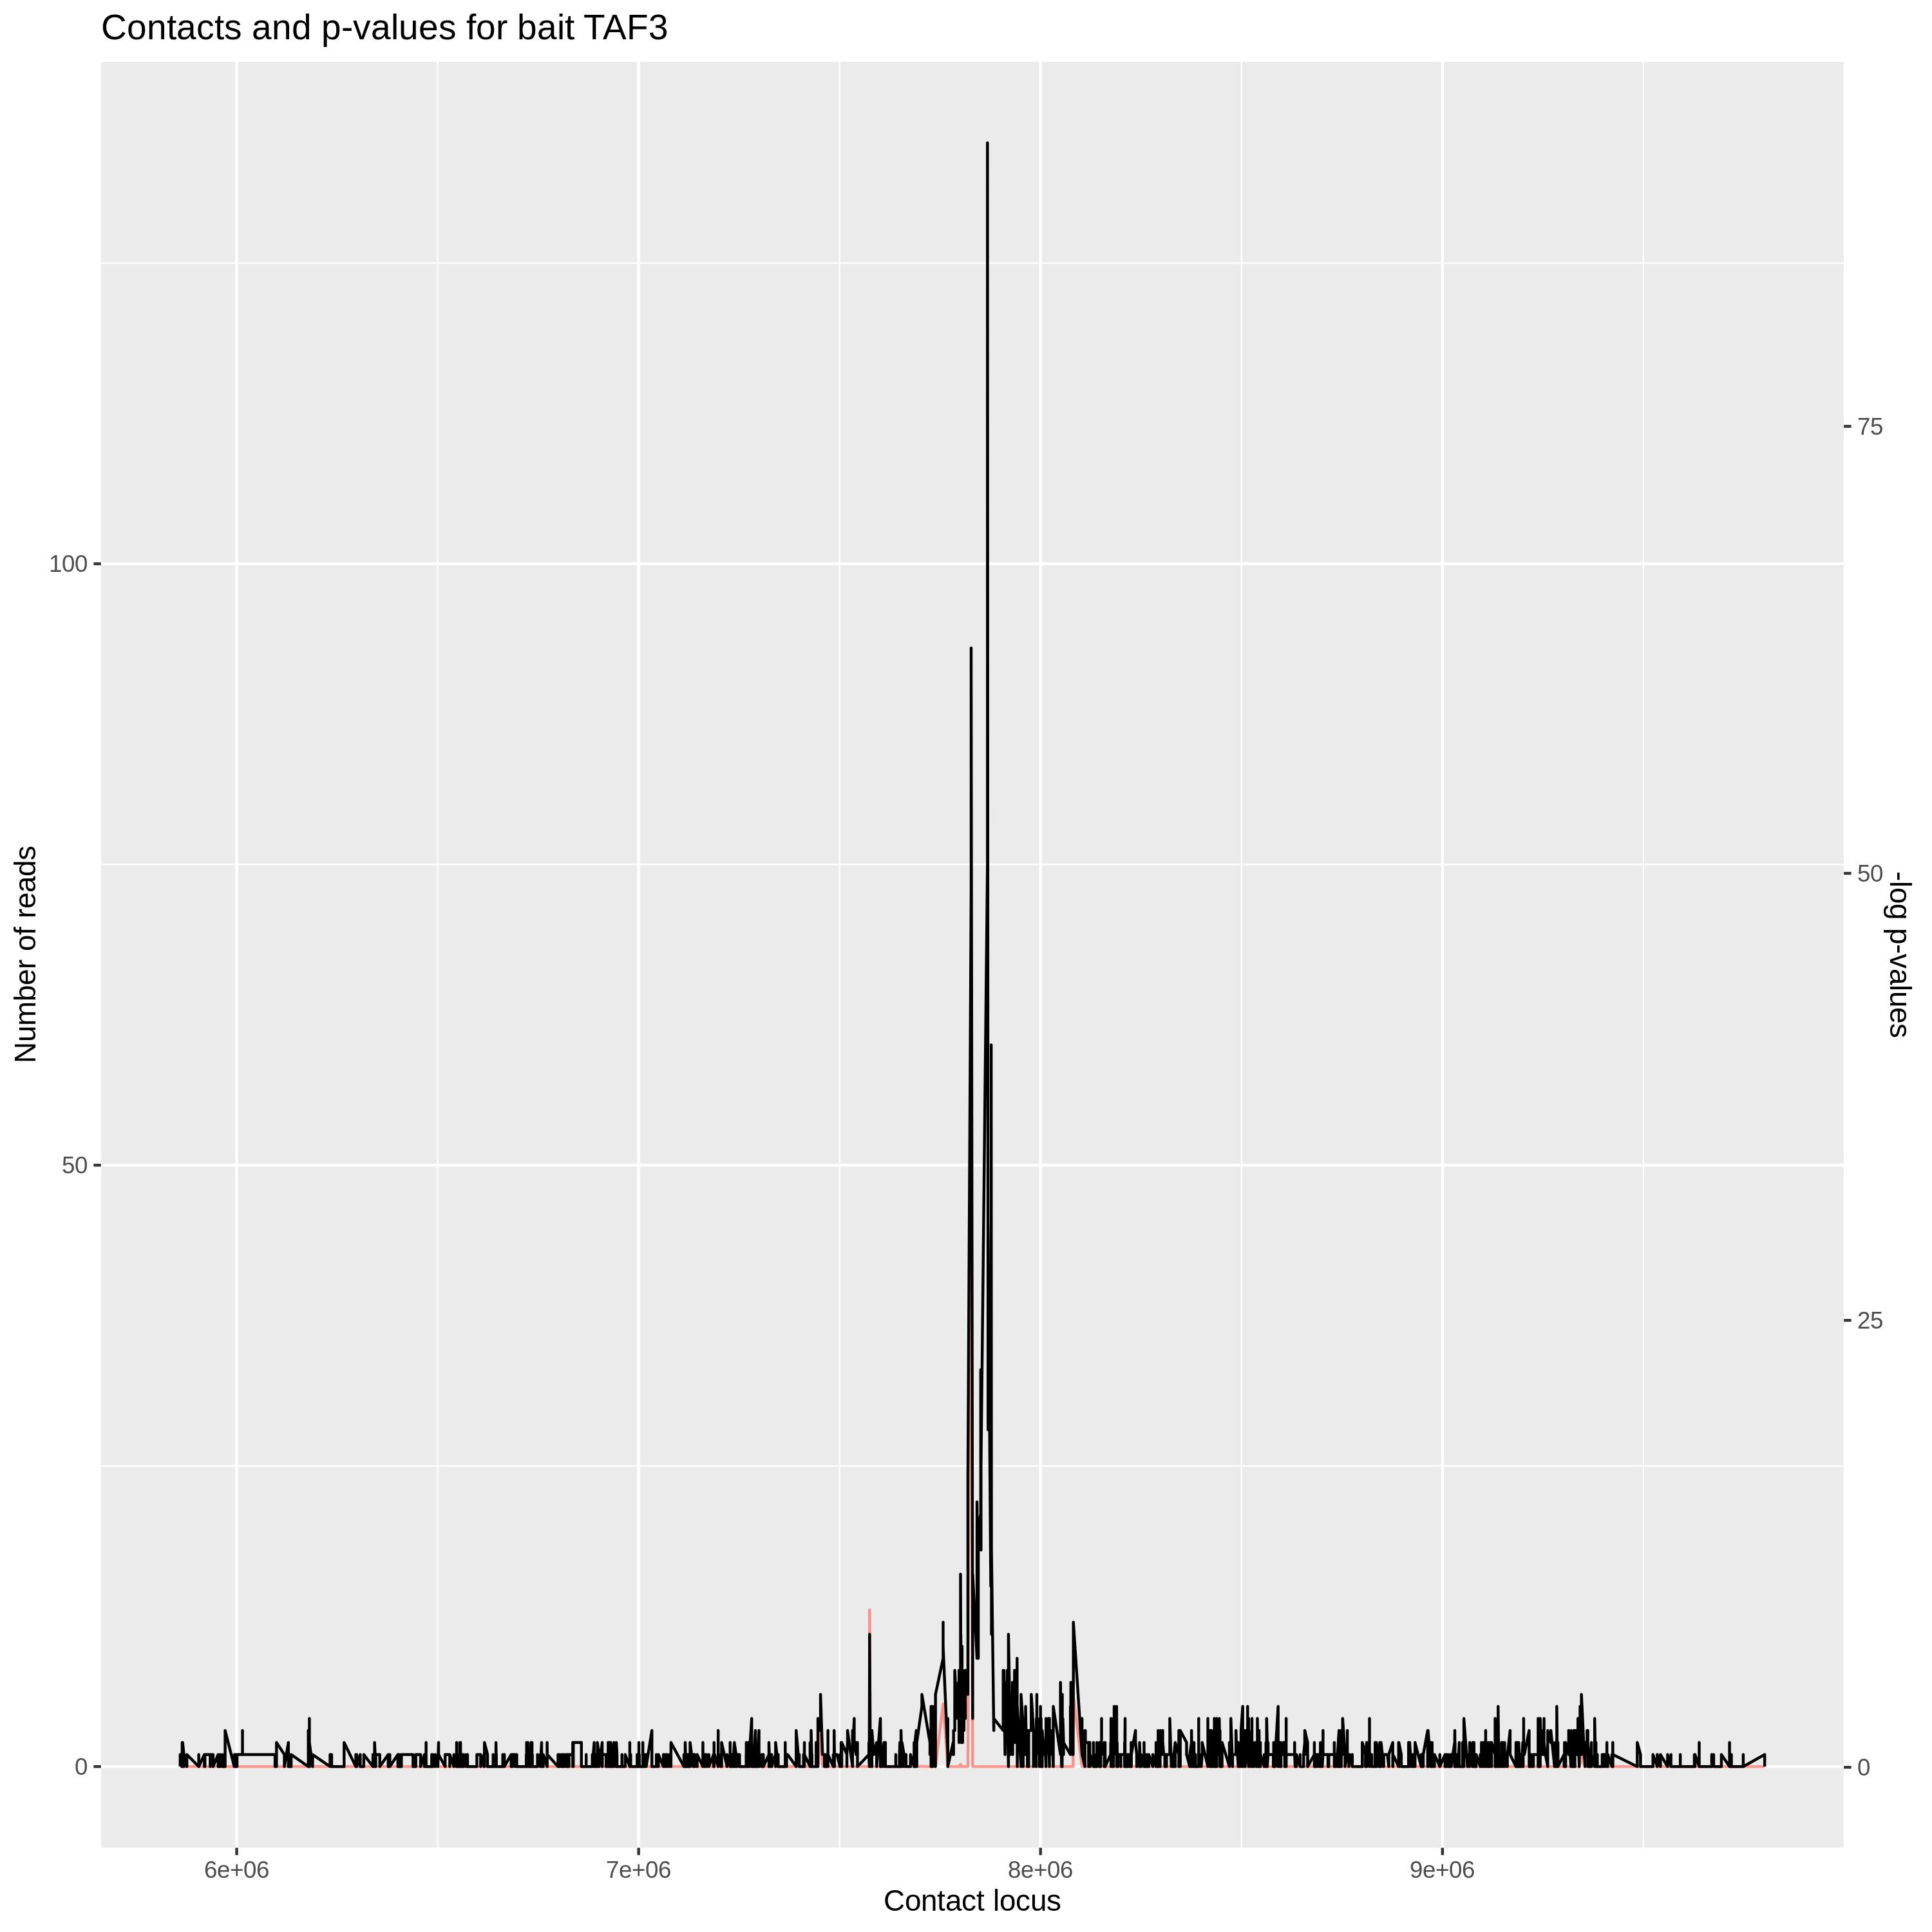 Contacts and p-values for bait TAF3
Number of reads
100
50
0
75
50
25
0
-log p-values
6e+06
7e+06
8e+06
9e+06
Contact locus